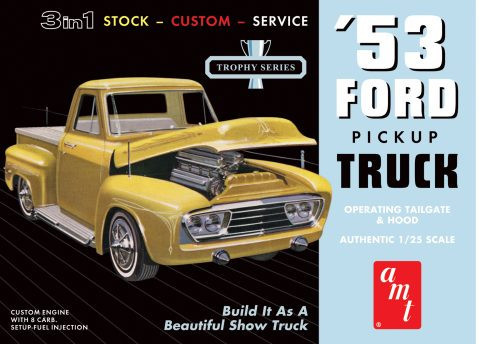 3in1 STOCK – CUSTOM – SERVICE
TROPHY SERIES
'53
FORD
PICKUP
TRUCK
OPERATING TAILGATE
& HOOD
AUTHENTIC 1/25 SCALE
amt
®
CUSTOM ENGINE
WITH 8 CARB.
SETUP-FUEL INJECTION
Build It As A
Beautiful Show Truck